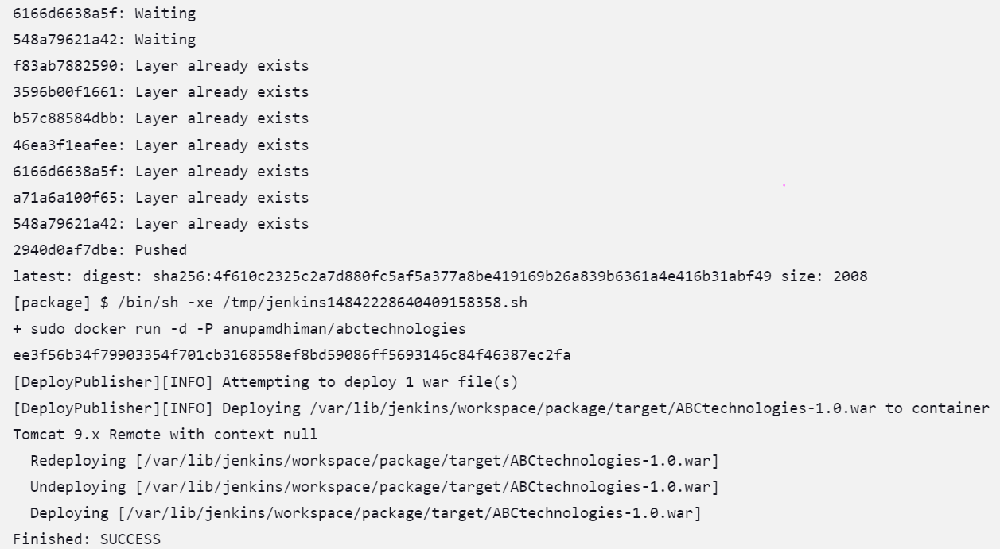 6166d6638a5f: Waiting
548a79621a42: Waiting
f83ab7882590: Layer already exists
3596b00f1661: Layer already exists
b57c88584dbb: Layer already exists
46ea3f1eafee: Layer already exists
6166d6638a5f: Layer already exists
a71a6a100f65: Layer already exists
548a79621a42: Layer already exists
2940d0af7dbe: Pushed
latest: digest: sha256:4f610c2325c2a7d880fc5af5a377a8be419169b26a839b6361a4e416b31abf49 size: 2008
[package] $ /bin/sh -xe /tmp/jenkins14842228640409158358.sh
+ sudo docker run -d -P anupamdhiman/abctechnologies
ee3f56b34f79903354f701cb3168558ef8bd59086ff5693146c84f46387ec2fa
[DeployPublisher][INFO] Attempting to deploy 1 war file(s)
[DeployPublisher][INFO] Deploying /var/lib/jenkins/workspace/package/target/ABCtechnologies-1.0.war to container
Tomcat 9.x Remote with context null
  Redeploying [/var/lib/jenkins/workspace/package/target/ABCtechnologies-1.0.war]
  Undeploying [/var/lib/jenkins/workspace/package/target/ABCtechnologies-1.0.war]
  Deploying [/var/lib/jenkins/workspace/package/target/ABCtechnologies-1.0.war]
Finished: SUCCESS